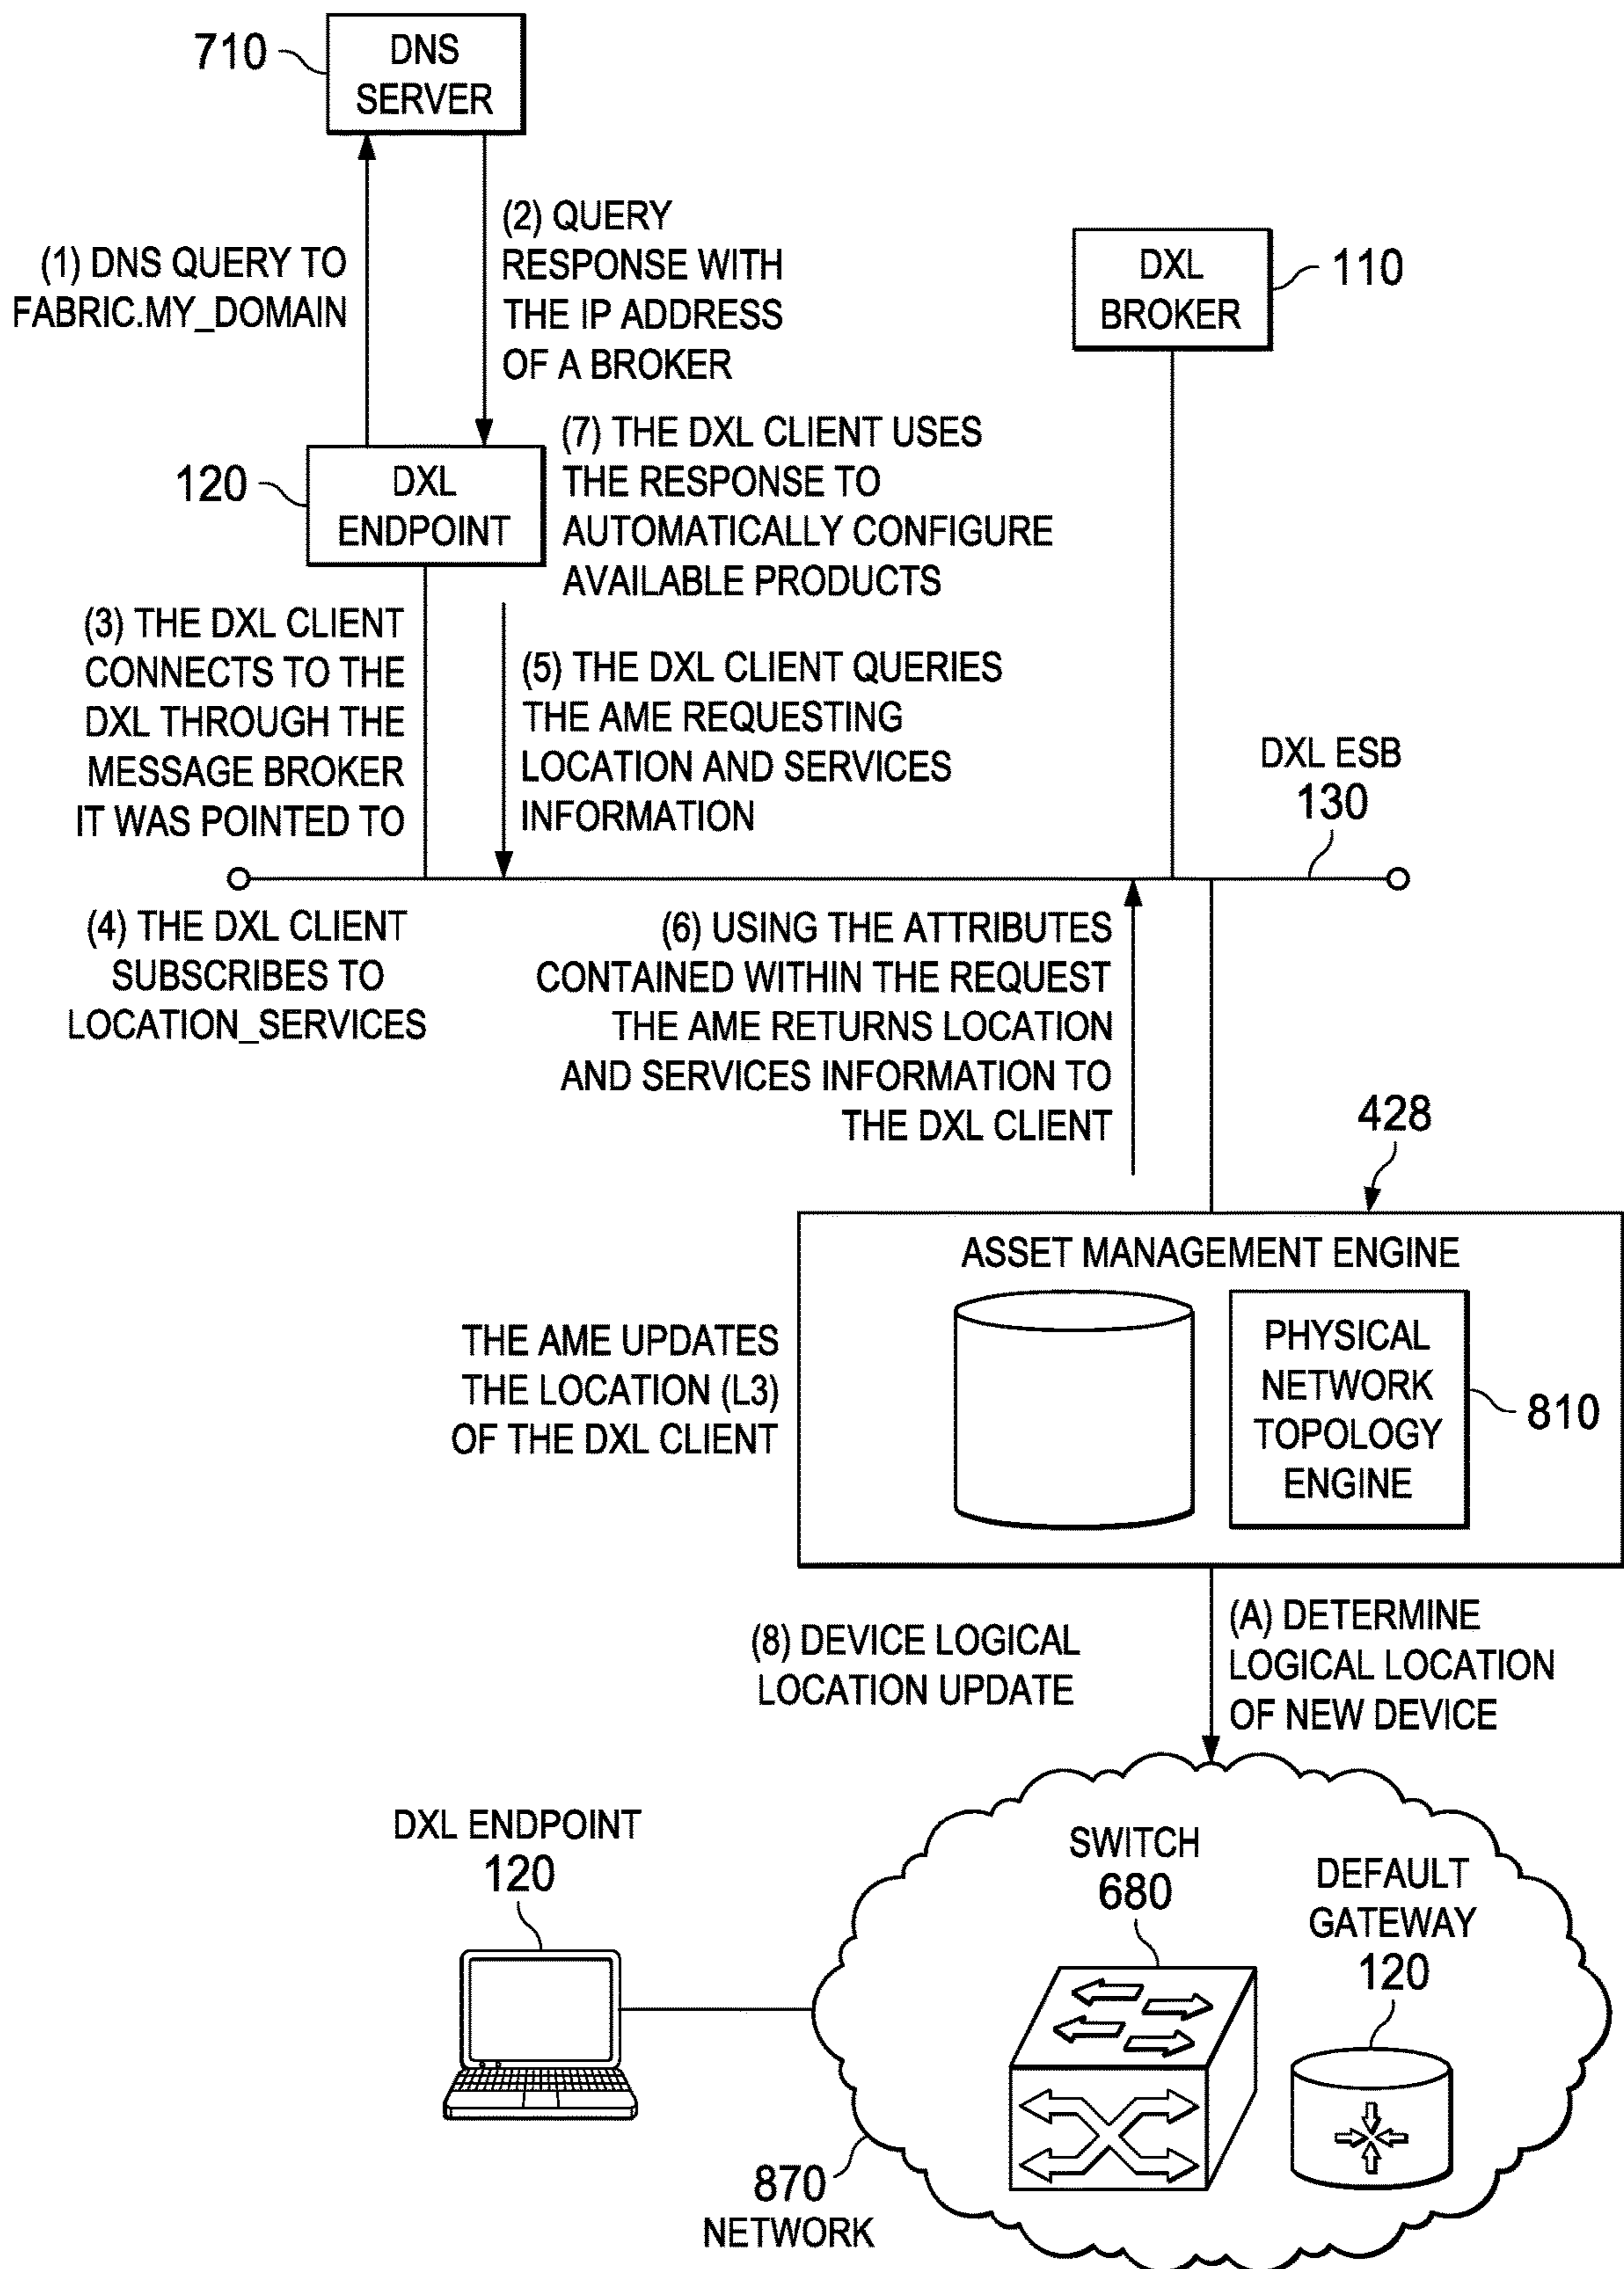 710
DNS
SERVER
(1) DNS QUERY TO
FABRIC.MY_DOMAIN
(2) QUERY
RESPONSE WITH
THE IP ADDRESS
OF A BROKER
DXL
BROKER
110
120
DXL
ENDPOINT
(7) THE DXL CLIENT USES
THE RESPONSE TO
AUTOMATICALLY CONFIGURE
AVAILABLE PRODUCTS
(3) THE DXL CLIENT
CONNECTS TO THE
DXL THROUGH THE
MESSAGE BROKER
IT WAS POINTED TO
(5) THE DXL CLIENT QUERIES
THE AME REQUESTING
LOCATION AND SERVICES
INFORMATION
DXL ESB
130
(4) THE DXL CLIENT
SUBSCRIBES TO
LOCATION_SERVICES
(6) USING THE ATTRIBUTES
CONTAINED WITHIN THE REQUEST
THE AME RETURNS LOCATION
AND SERVICES INFORMATION TO
THE DXL CLIENT
428
ASSET MANAGEMENT ENGINE
THE AME UPDATES
THE LOCATION (L3)
OF THE DXL CLIENT
PHYSICAL
NETWORK
TOPOLOGY
ENGINE
810
(8) DEVICE LOGICAL
LOCATION UPDATE
(A) DETERMINE
LOGICAL LOCATION
OF NEW DEVICE
DXL ENDPOINT
120
SWITCH
680
DEFAULT
GATEWAY
120
870
NETWORK